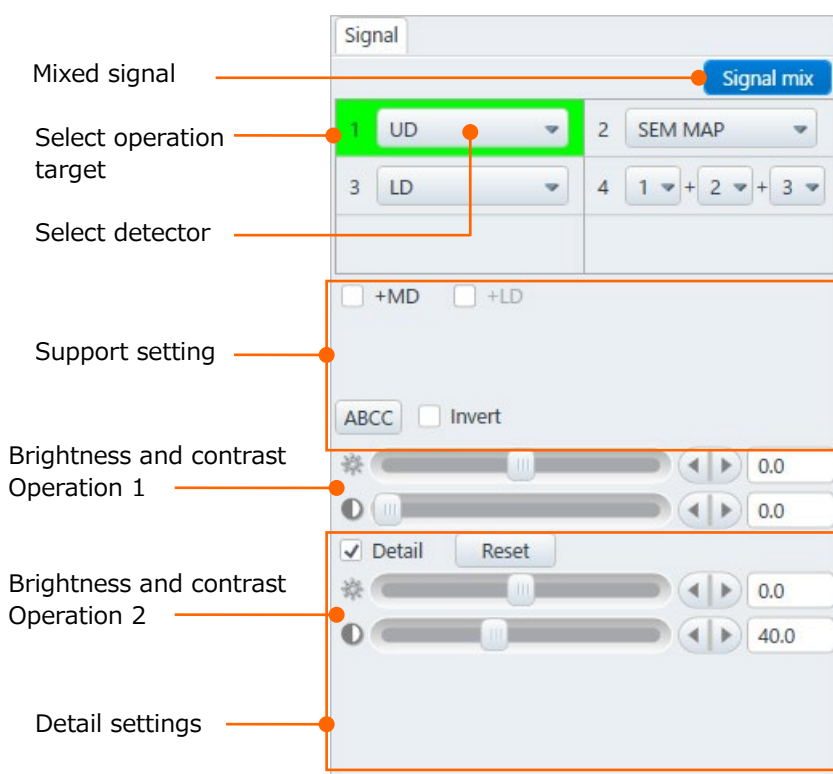 Signal
Mixed signal
Signal mix
Select operation
target
1 UD
2 SEM MAP
3 LD
4 1 + 2 + 3
Select detector
+MD +LD
Support setting
ABCC Invert
Brightness and contrast
Operation 1
0.0
0.0
Detail Reset
Brightness and contrast
Operation 2
0.0
40.0
Detail settings